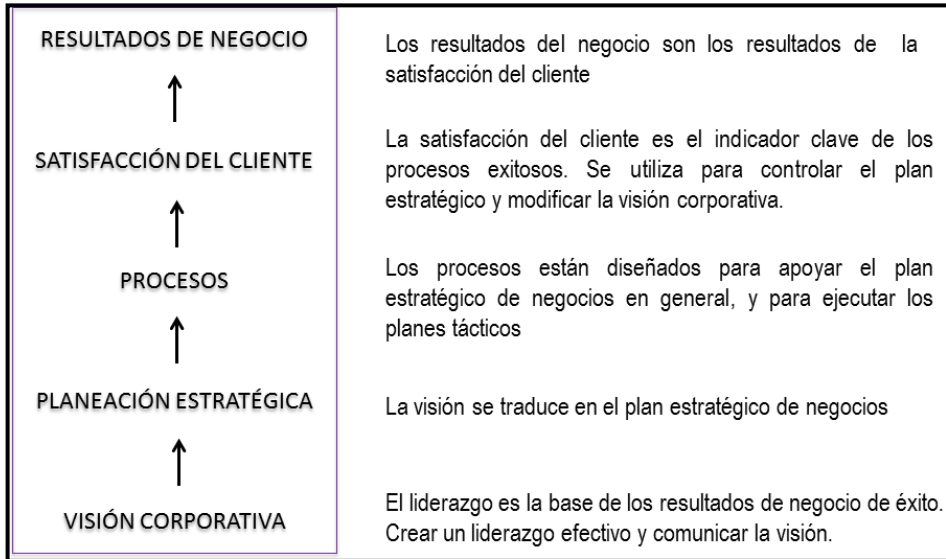 RESULTADOS DE NEGOCIO
Los resultados del negocio son los resultados de la
satisfacción del cliente
SATISFACCIÓN DEL CLIENTE
La satisfacción del cliente es el indicador clave de los
procesos exitosos. Se utiliza para controlar el plan
estratégico y modificar la visión corporativa.
PROCESOS
Los procesos están diseñados para apoyar el plan
estratégico de negocios en general, y para ejecutar los
planes tácticos
PLANEACIÓN ESTRATÉGICA
La visión se traduce en el plan estratégico de negocios
VISIÓN CORPORATIVA
El liderazgo es la base de los resultados de negocio de éxito.
Crear un liderazgo efectivo y comunicar la visión.